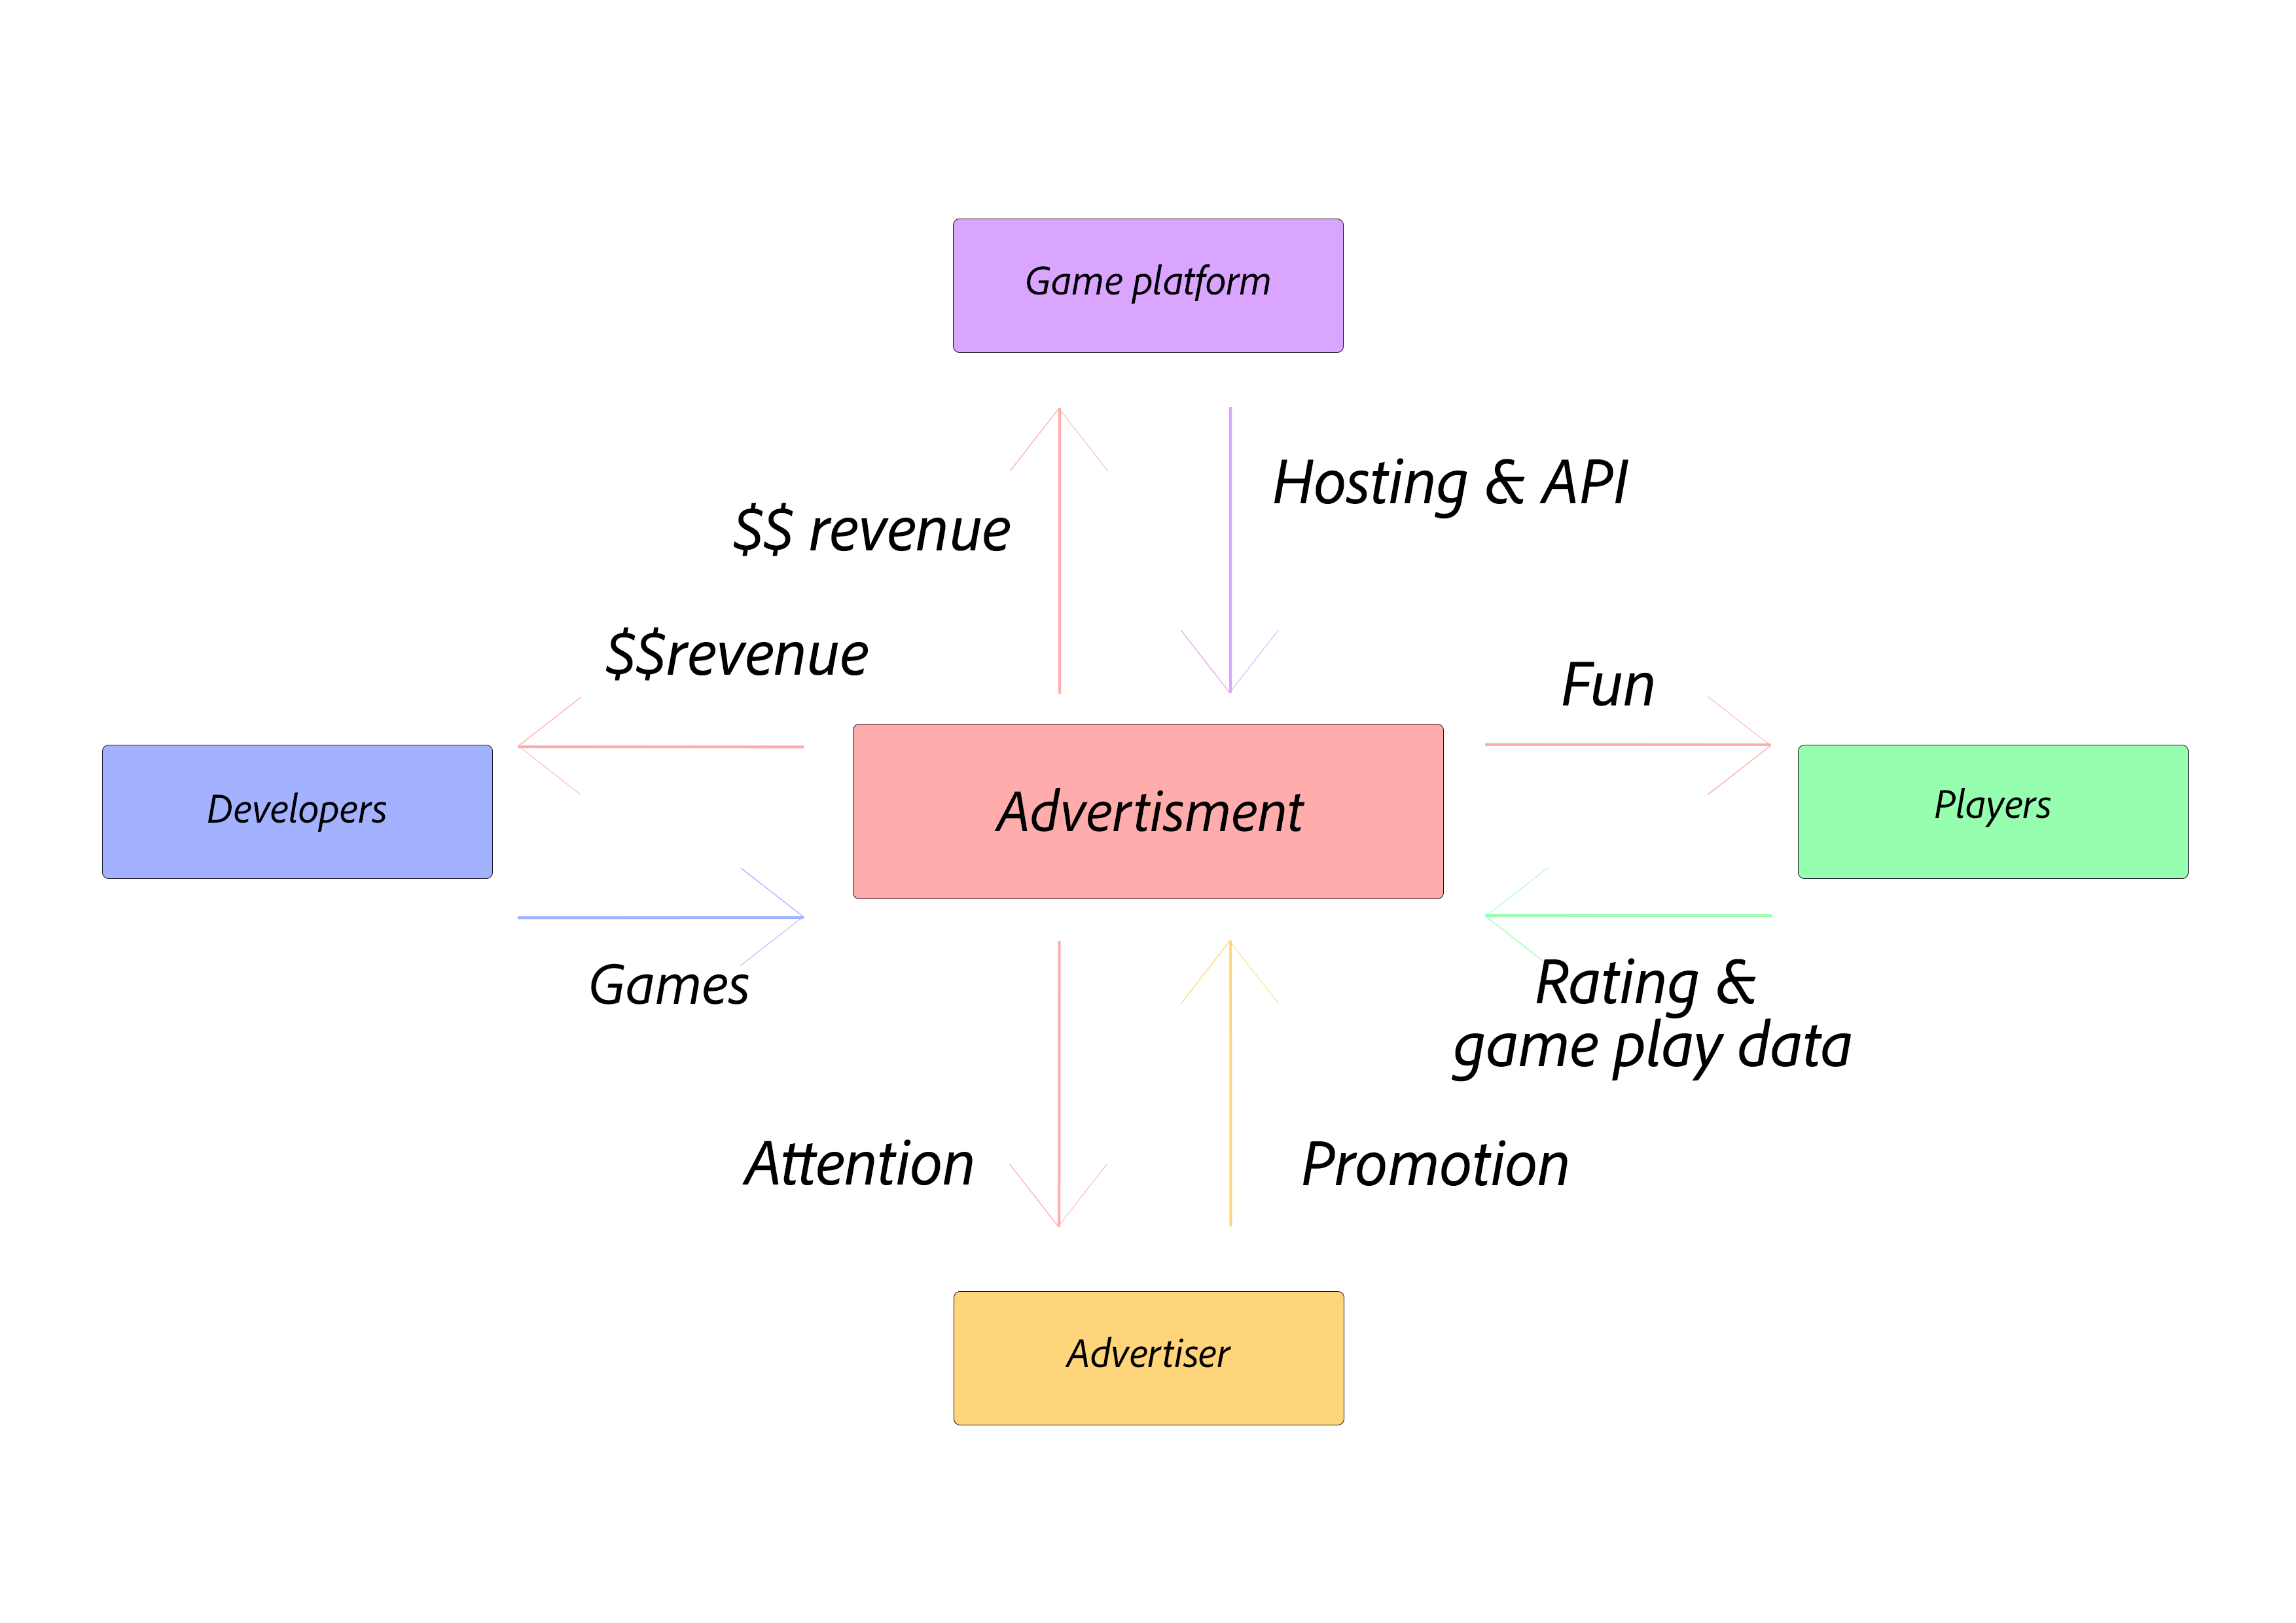 Game platform
Hosting & API
$$ revenue
$$revenue
Fun
Developers
Advertisment
Players
Games
Rating &
game play data
Attention
Promotion
Advertiser